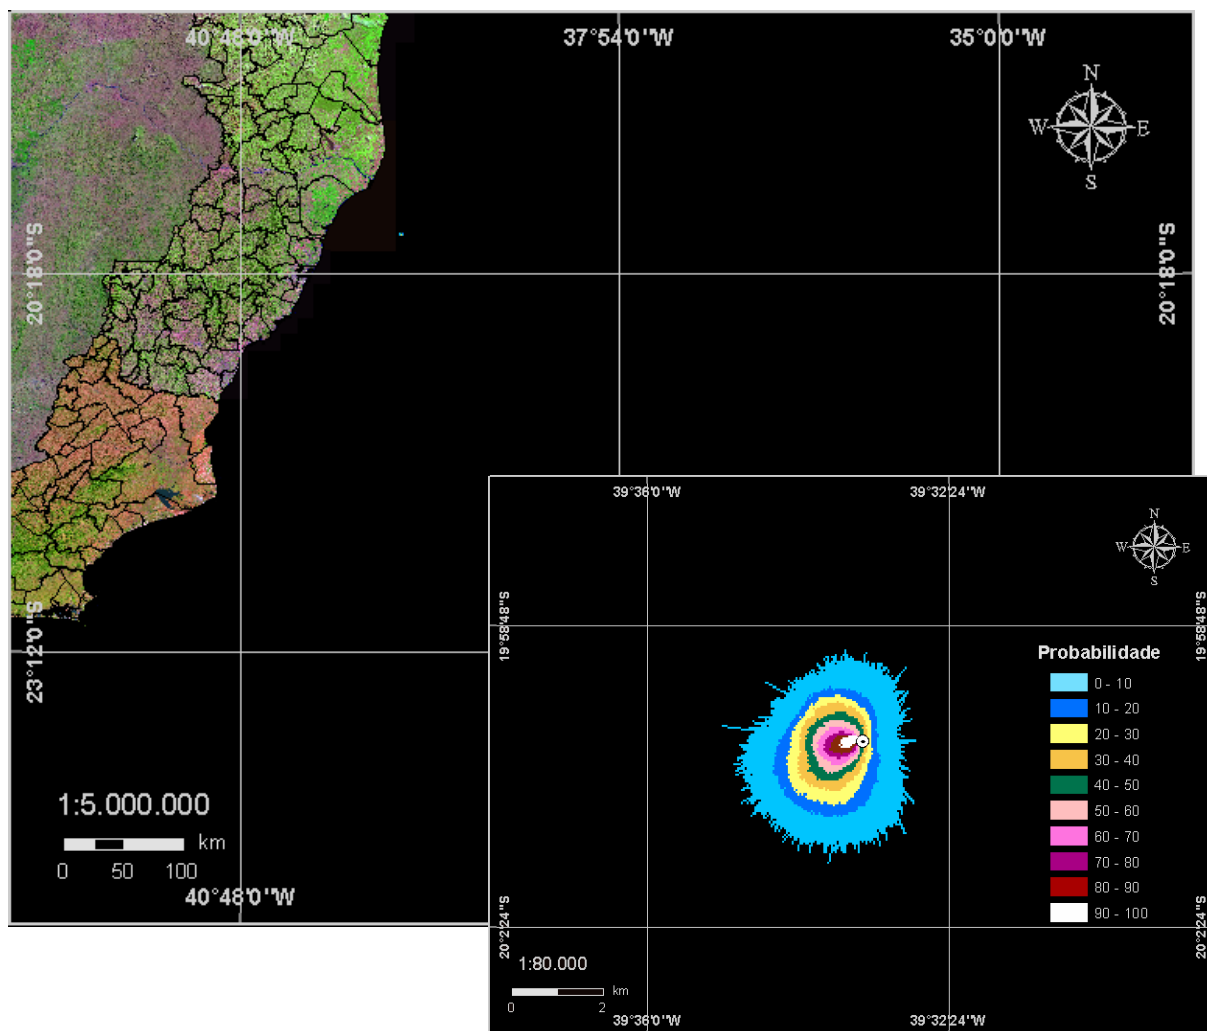 40°48'0"W
37°54'0"W
35°0'0"W
N
W
E
S
20°18'0"S
20°18'0"S
23°12'0"S
1:5.000.000
km
0 50 100
40°48'0"W
39°36'0"W
39°32'24"W
N
W
E
S
19°58'48"S
19°58'48"S
Probabilidade
0 - 10
10 - 20
20 - 30
30 - 40
40 - 50
50 - 60
60 - 70
70 - 80
80 - 90
90 - 100
20°2'24"S
20°2'24"S
1:80.000
km
0 2
39°36'0"W
39°32'24"W